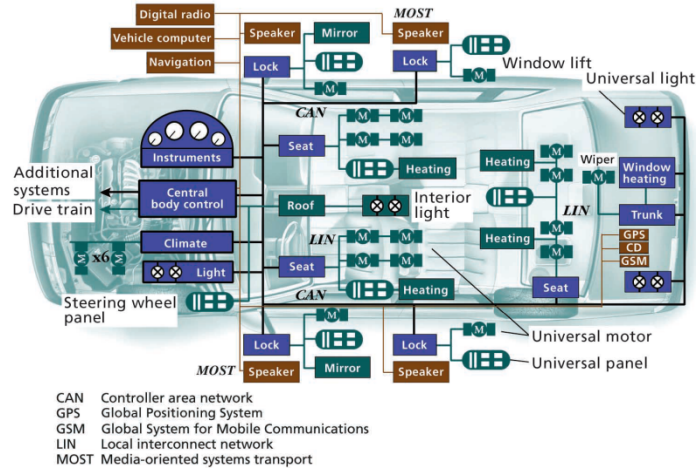 Digital radio
Vehicle computer
Navigation
MOST
Speaker
Mirror
Speaker
Lock
M
Lock
M
Window lift
Universal light
CAN
M
M
M
M
Instruments
Seat
Heating
Heating
M
M
Wiper
M
Window
heating
Additional
systems
Drive train
Central
body control
Roof
Interior
light
LIN
Trunk
Climate
M
x6
M
LIN
M
M
M
M
Heating
M
M
GPS
CD
GSM
Light
Seat
CAN
Heating
Seat
Steering wheel
panel
M
Lock
MOST
Speaker
Mirror
Lock
M
Speaker
Universal motor
Universal panel
CAN Controller area network
GPS Global Positioning System
GSM Global System for Mobile Communications
LIN Local interconnect network
MOST Media-oriented systems transport